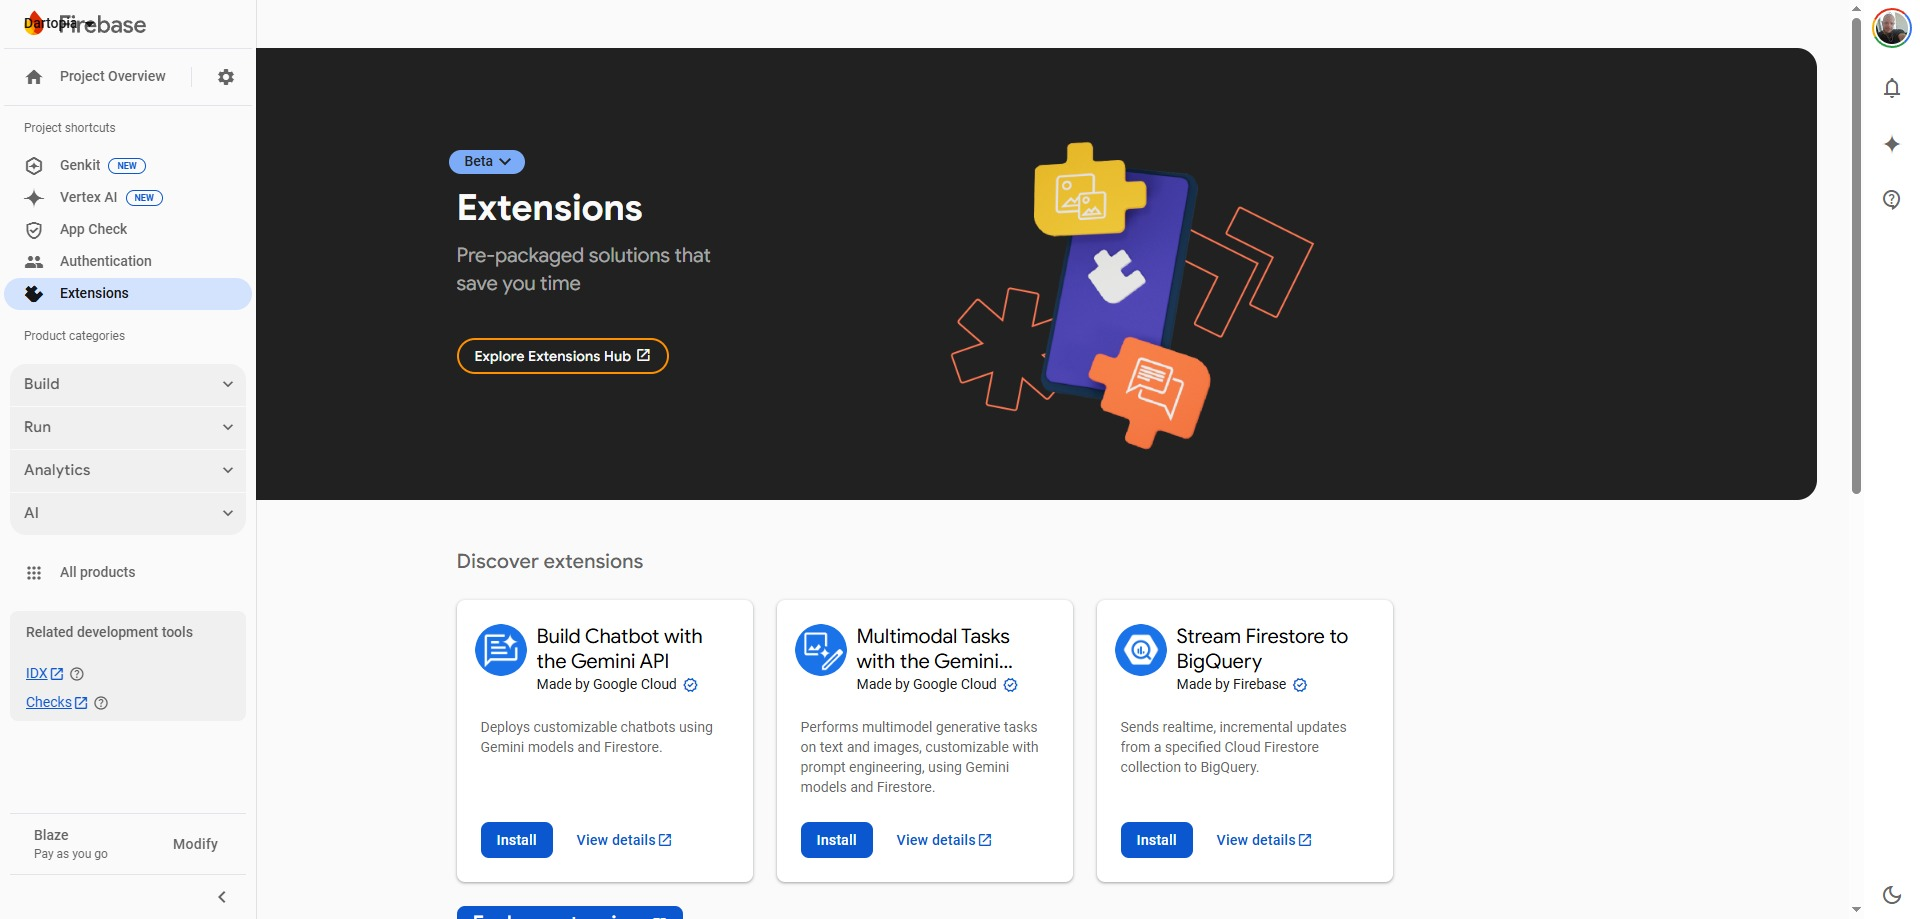 Dartopia
Firebase
Project Overview
Project shortcuts
Genkit NEW
Vertex AI NEW
App Check
Authentication
Extensions
Product categories
Build
Run
Analytics
AI
All products
Related development tools
IDX
Checks
Blaze
Pay as you go
Modify
Beta
Extensions
Pre-packaged solutions that
save you time
Explore Extensions Hub
Discover extensions
Build Chatbot with
the Gemini API
Made by Google Cloud
Deploys customizable chatbots using
Gemini models and Firestore.
Install View details
Multimodal Tasks
with the Gemini...
Made by Google Cloud
Performs multimodel generative tasks
on text and images, customizable with
prompt engineering, using Gemini
models and Firestore.
Install View details
Stream Firestore to
BigQuery
Made by Firebase
Sends realtime, incremental updates
from a specified Cloud Firestore
collection to BigQuery.
Install View details